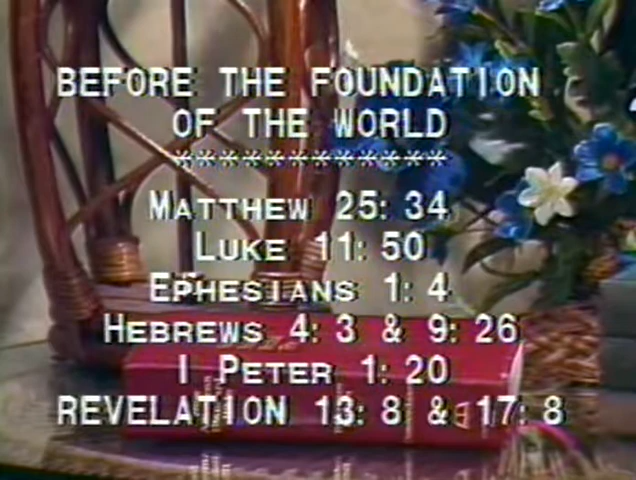 BEFORE THE FOUNDATION
OF THE WORLD
************
MATTHEW 25:34
LUKE 11:50
EPHESIANS 1:4
HEBREWS 4:3 & 9:26
I PETER 1:20
REVELATION 13:8 & 17:8